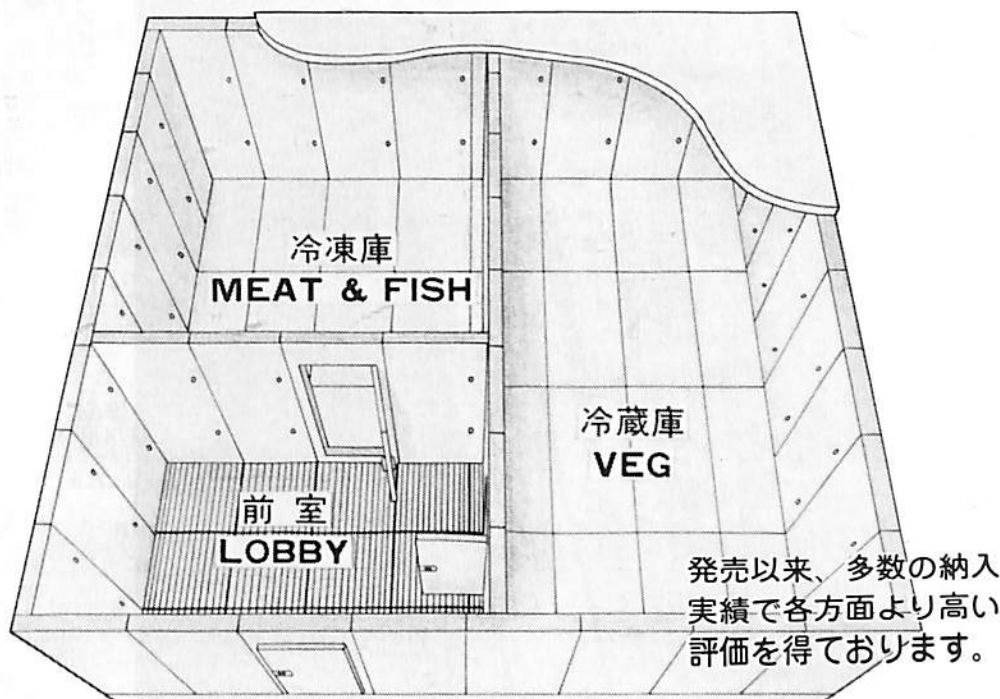 冷凍庫
MEAT & FISH
冷蔵庫
VEG
前室
LOBBY
発売以来、多数の納入
実績で各方面より高い
評価を得ております。